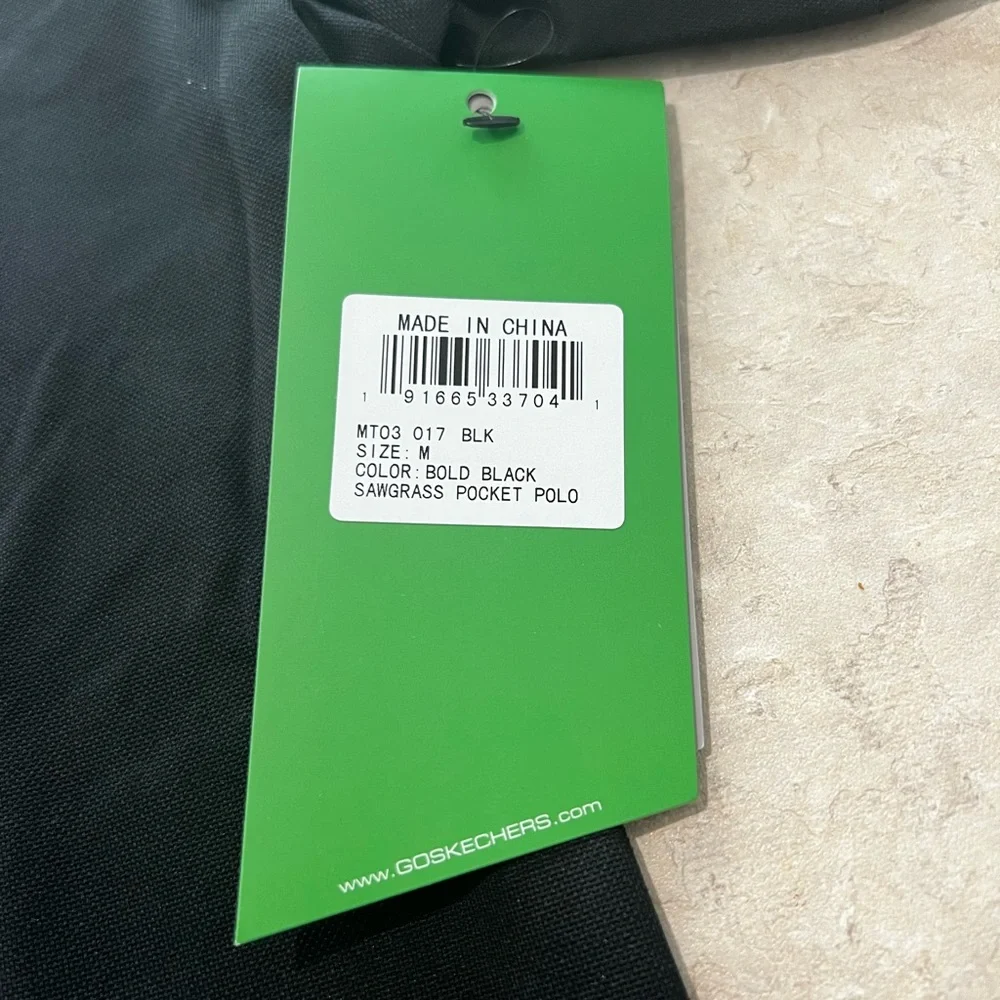 MADE IN CHINA
1 91665 33704 1
MT03 017 BLK
SIZE: M
COLOR: BOLD BLACK
SAWGRASS POCKET POLO
www.GOSKECHERS.com